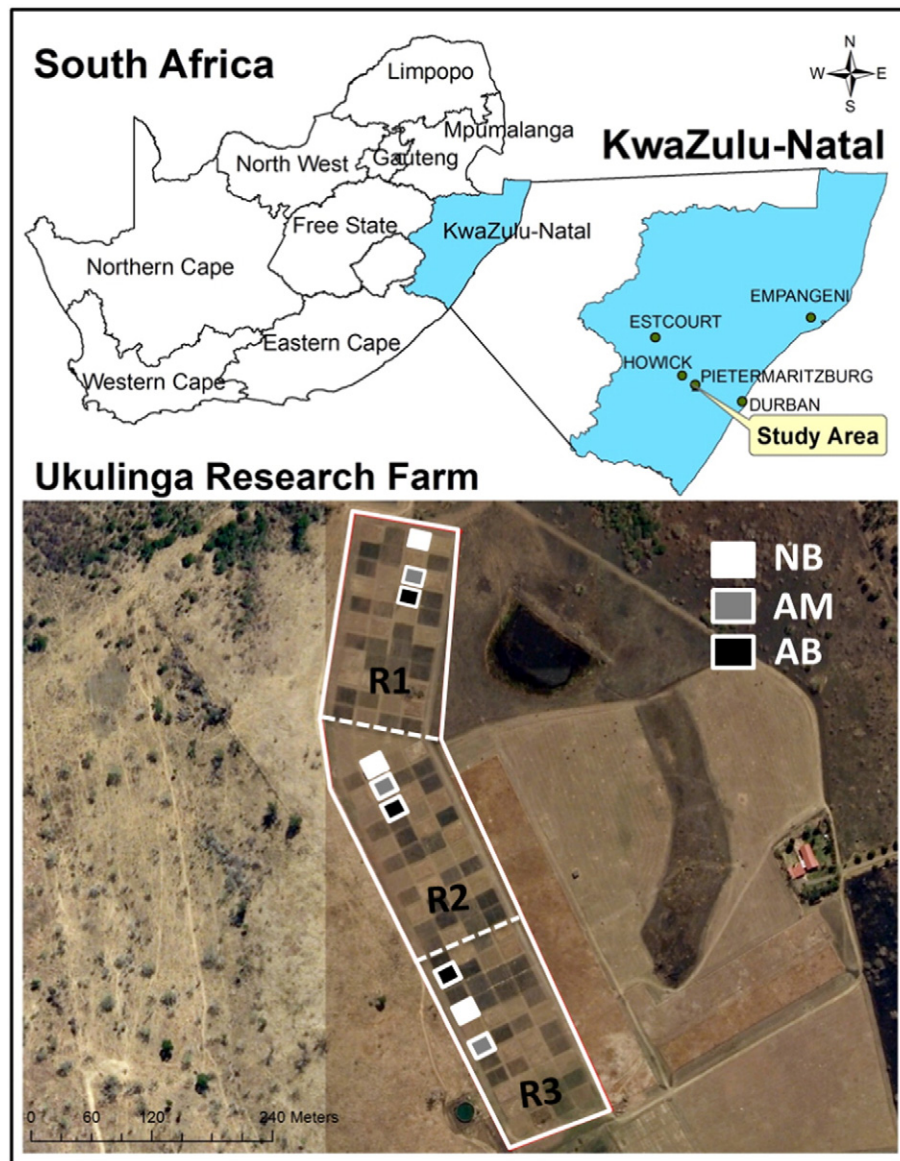 South Africa
N
W E
S
Limpopo
Mpumalanga
North West
Gauteng
KwaZulu-Natal
Free State
KwaZulu-Natal
Northern Cape
Eastern Cape
Western Cape
EMPANGENI
ESTCOURT
HOWICK
PIETERMARITZBURG
DURBAN
Study Area
Ukulinga Research Farm
NB
AM
AB
R1
R2
R3
0 60 120 240 Meters